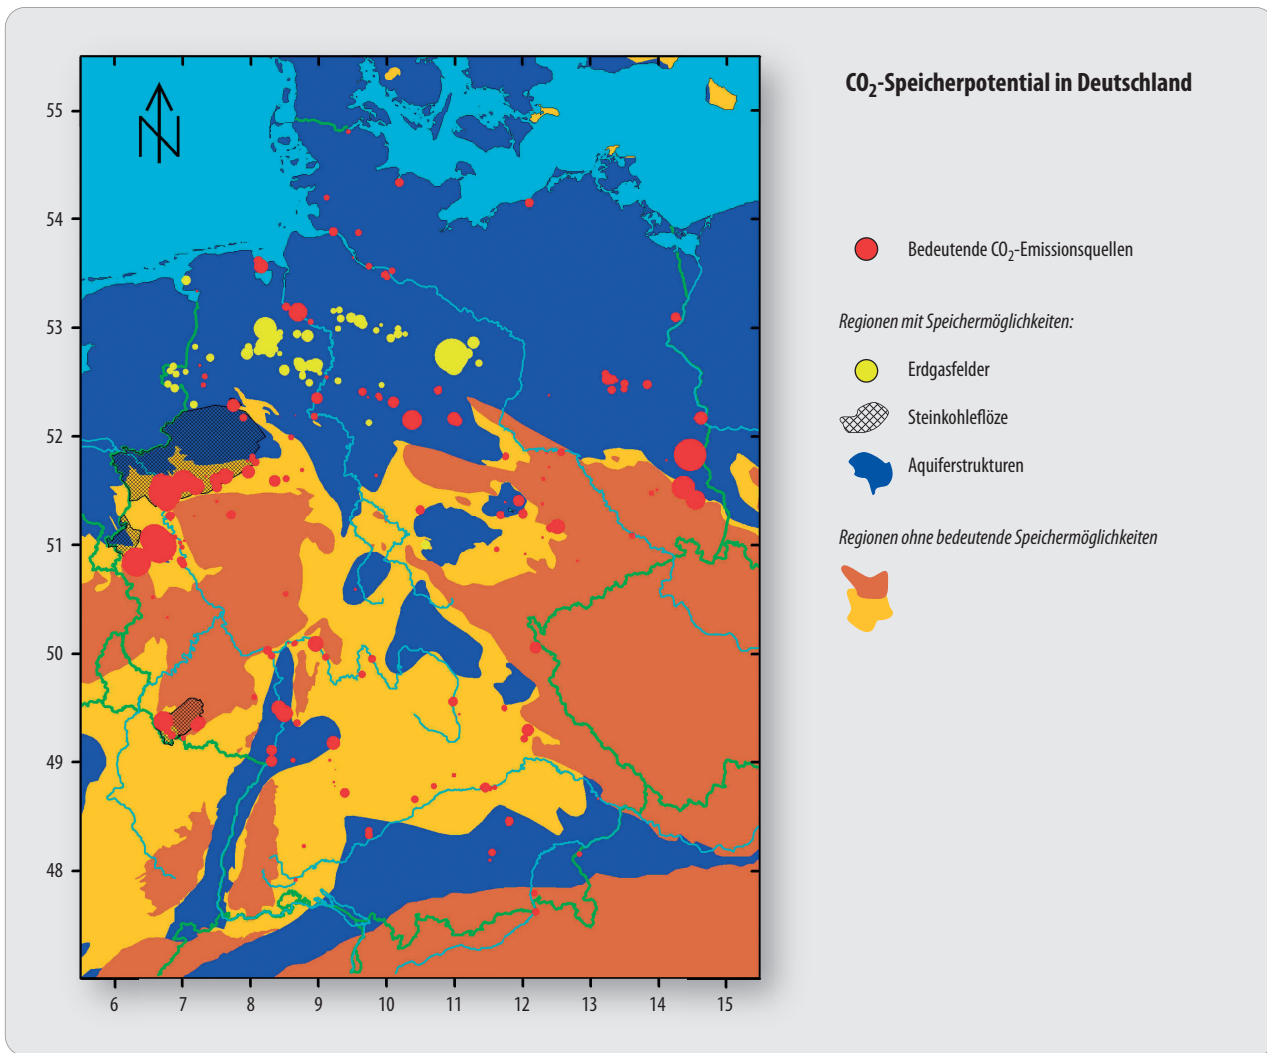 CO₂-Speicherpotential in Deutschland
Bedeutende CO₂-Emissionsquellen
Regionen mit Speichermöglichkeiten:
Erdgasfelder
Steinkohleflöze
Aquiferstrukturen
Regionen ohne bedeutende Speichermöglichkeiten
N
55
54
53
52
51
50
49
48
6 7 8 9 10 11 12 13 14 15